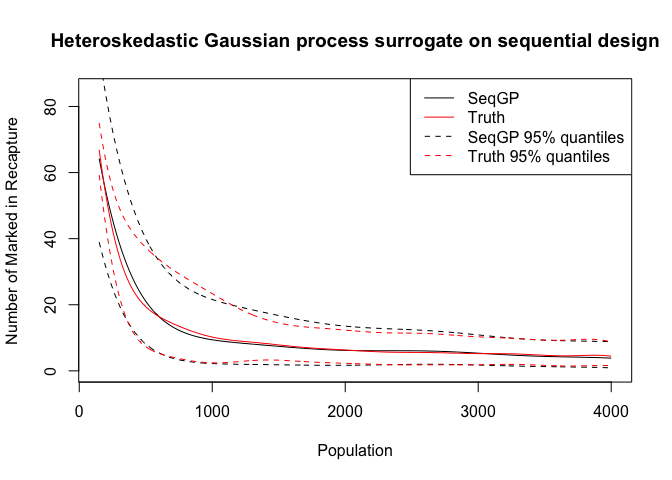 Heteroskedastic Gaussian process surrogate on sequential design
SeqGP
Truth
SeqGP 95% quantiles
Truth 95% quantiles
Number of Marked in Recapture
80
60
40
20
0
0 1000 2000 3000 4000
Population